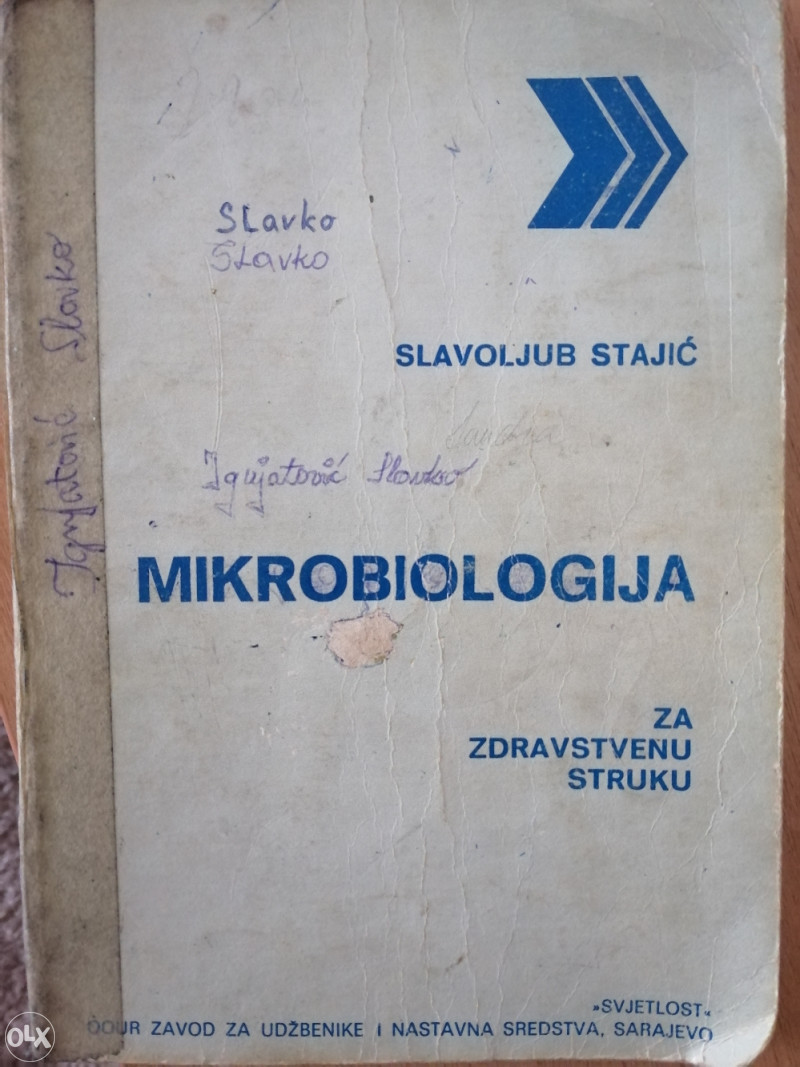 Slavko
Slavko
SLAVOLJUB STAJIĆ
Ignjatović Slavko
Ignjatović Slavko
MIKROBIOLOGIJA
ZA
ZDRAVSTVENU
STRUKU
»SVJETLOST«
OOUR ZAVOD ZA UDŽBENIKE I NASTAVNA SREDSTVA, SARAJEVO
OLX